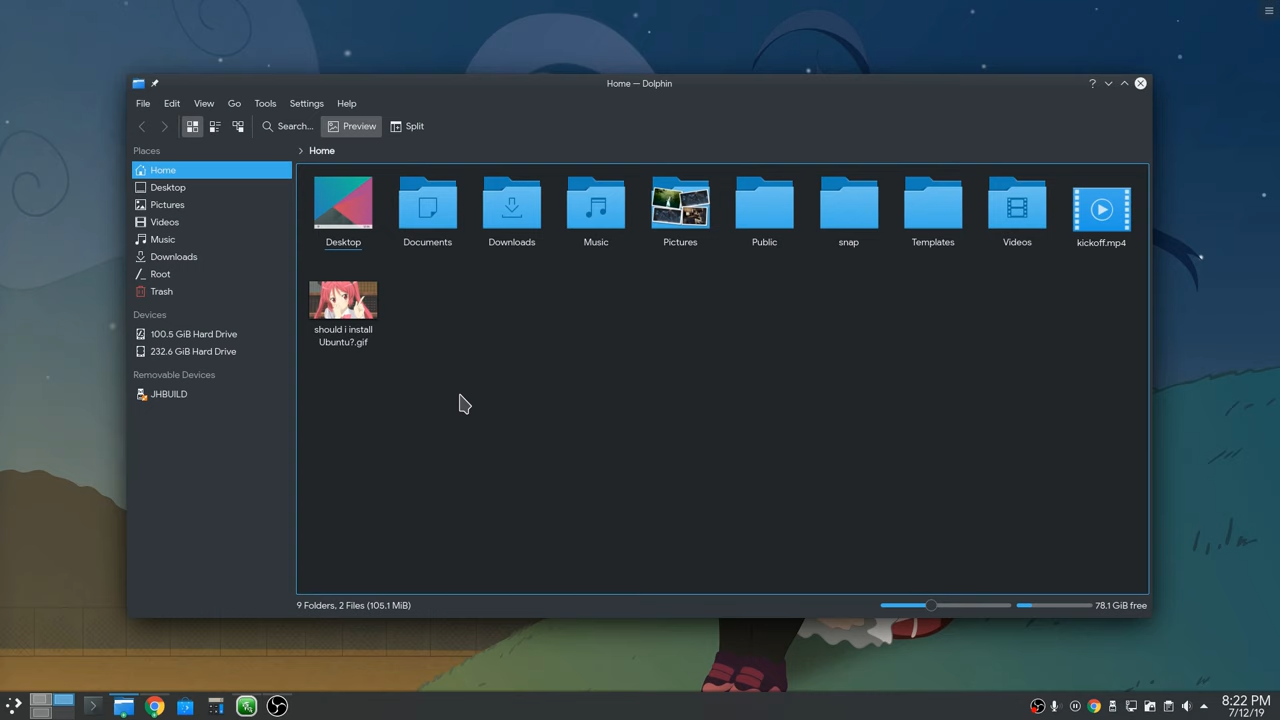 Home — Dolphin
File Edit View Go Tools Settings Help
Search... Preview Split
Places
Home
Desktop
Pictures
Videos
Music
Downloads
Root
Trash
Devices
100.5 GiB Hard Drive
232.6 GiB Hard Drive
Removable Devices
JHBUILD
Home
Desktop Documents Downloads Music Pictures Public snap Templates Videos kickoff.mp4
should i install
Ubuntu?.gif
9 Folders, 2 Files (105.1 MiB)
78.1 GiB free
8:22 PM
7/12/19